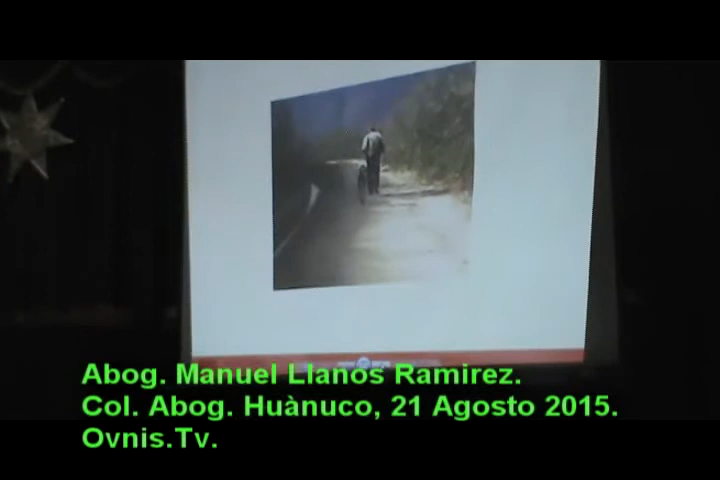 Abog. Manuel Llanos Ramirez.
Col. Abog. Huànuco, 21 Agosto 2015.
Ovnis.Tv.